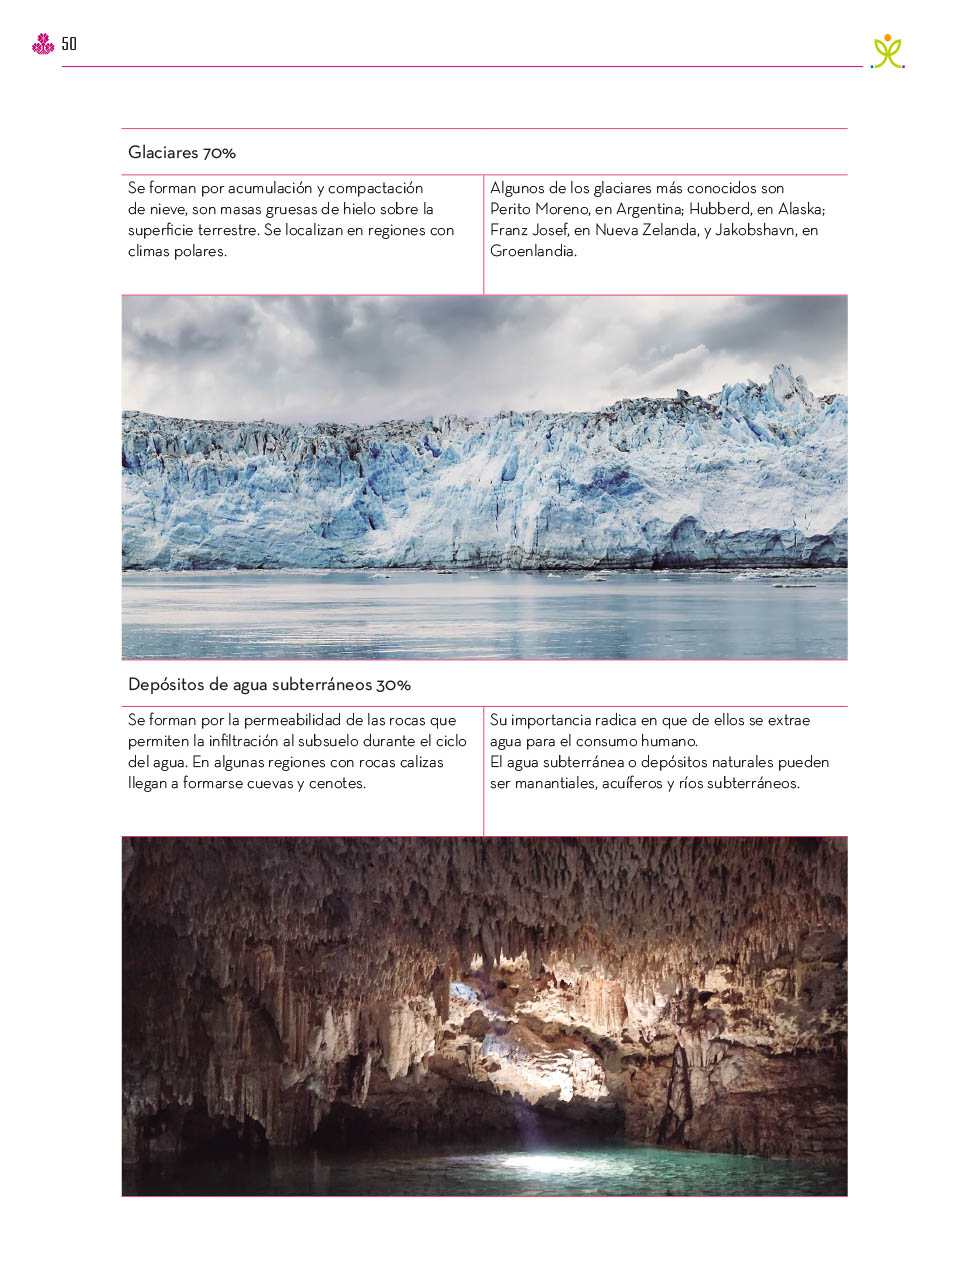 50
Glaciares 70%
Se forman por acumulación y compactación
de nieve, son masas gruesas de hielo sobre la
superficie terrestre. Se localizan en regiones con
climas polares.
Algunos de los glaciares más conocidos son
Perito Moreno, en Argentina; Hubberd, en Alaska;
Franz Josef, en Nueva Zelanda, y Jakobshavn, en
Groenlandia.
Depósitos de agua subterráneos 30%
Se forman por la permeabilidad de las rocas que
permiten la infiltración al subsuelo durante el ciclo
del agua. En algunas regiones con rocas calizas
llegan a formarse cuevas y cenotes.
Su importancia radica en que de ellos se extrae
agua para el consumo humano.
El agua subterránea o depósitos naturales pueden
ser manantiales, acuíferos y ríos subterráneos.